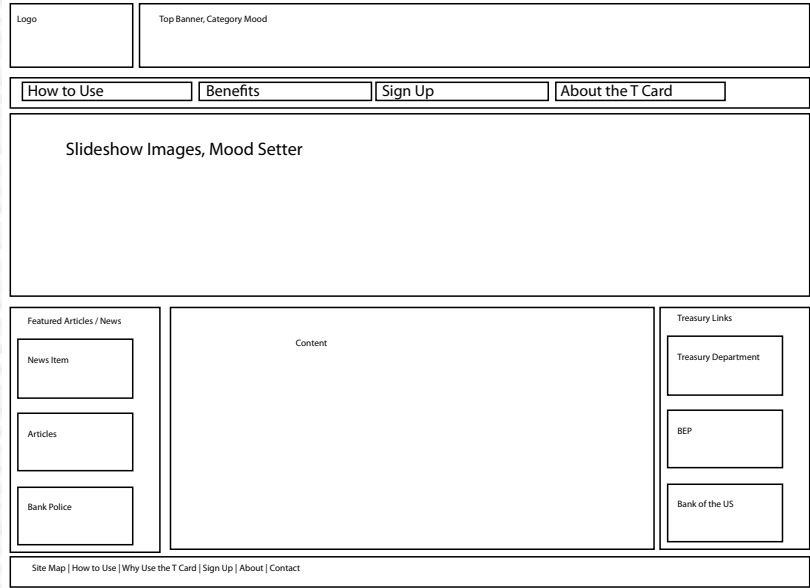 Logo
Top Banner, Category Mood
How to Use
Benefits
Sign Up
About the T Card
Slideshow Images, Mood Setter
Featured Articles / News
News Item
Articles
Bank Police
Content
Treasury Links
Treasury Department
BEP
Bank of the US
Site Map | How to Use | Why Use the T Card | Sign Up | About | Contact